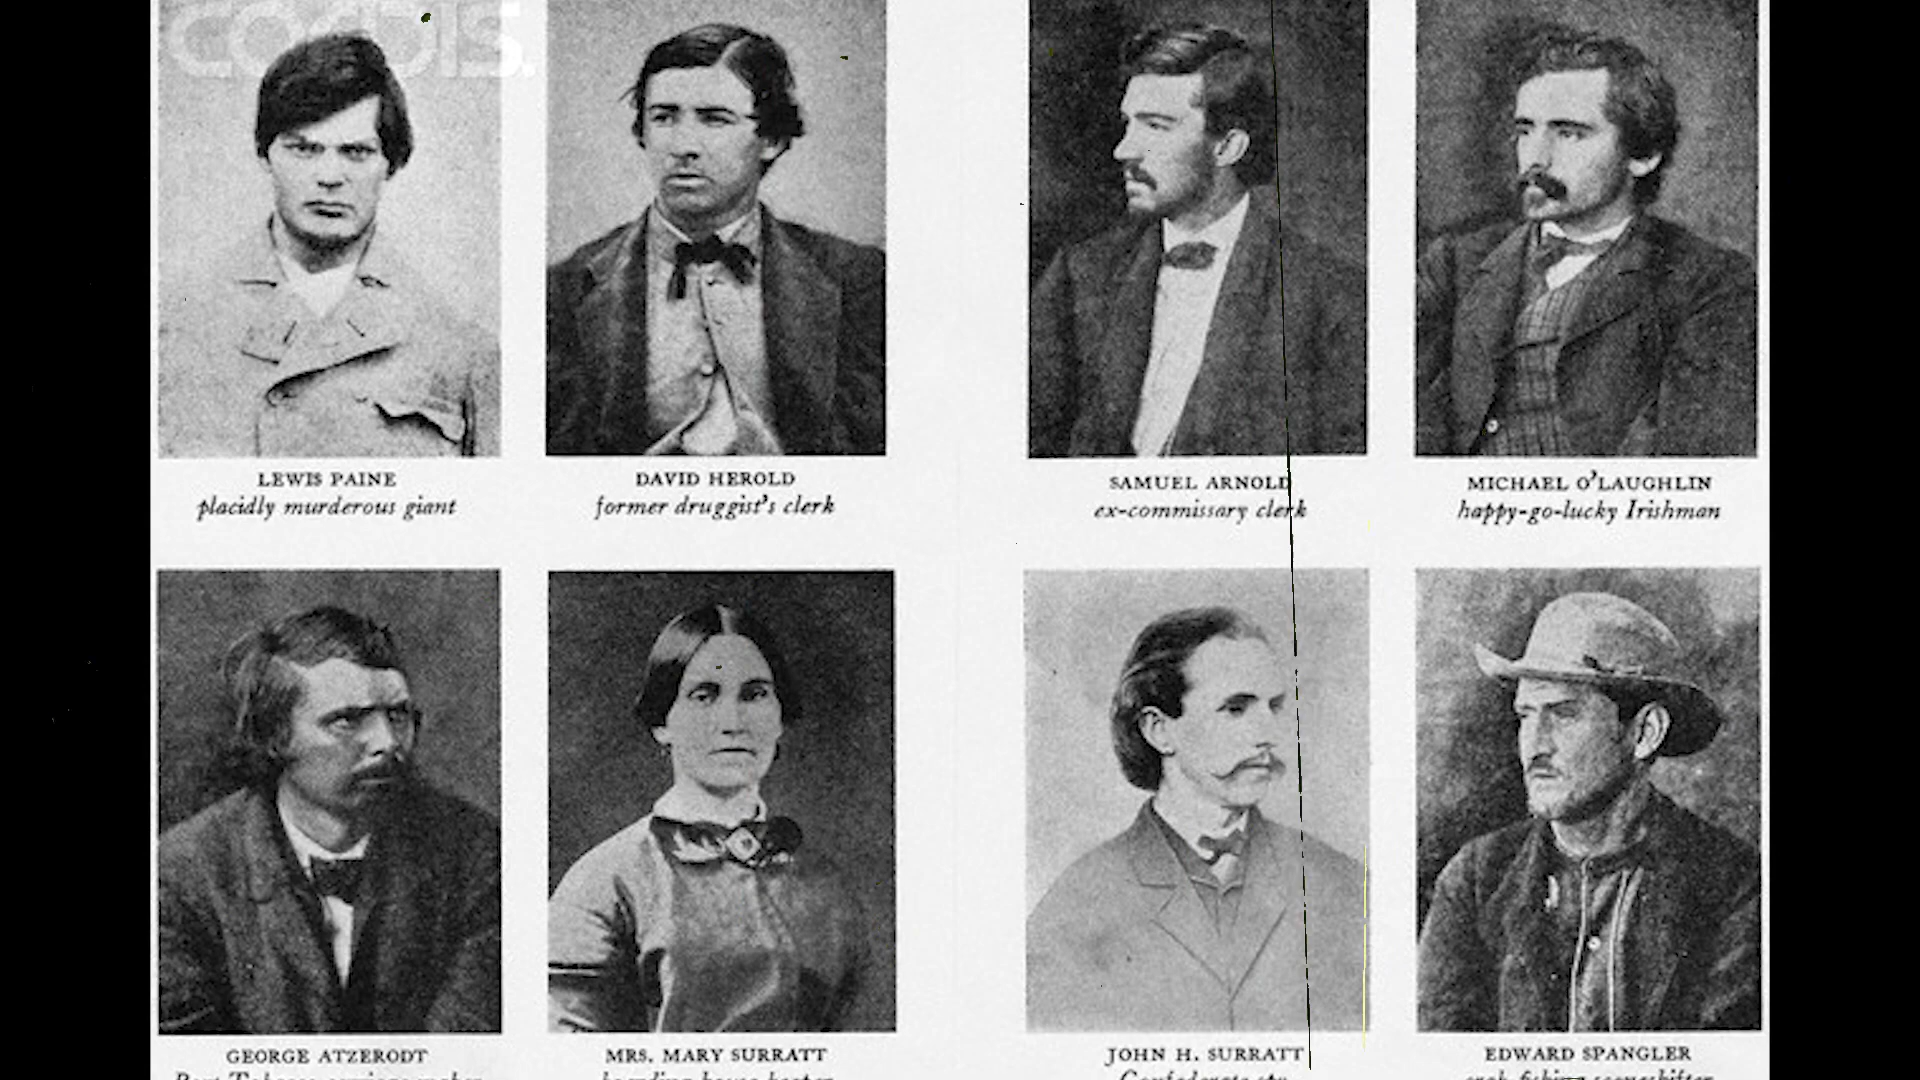 corbis.
LEWIS PAINE
placidly murderous giant
DAVID HEROLD
former druggist's clerk
SAMUEL ARNOLD
ex-commissary clerk
MICHAEL O'LAUGHLIN
happy-go-lucky Irishman
GEORGE ATZERODT
MRS. MARY SURRATT
JOHN H. SURRATT
EDWARD SPANGLER